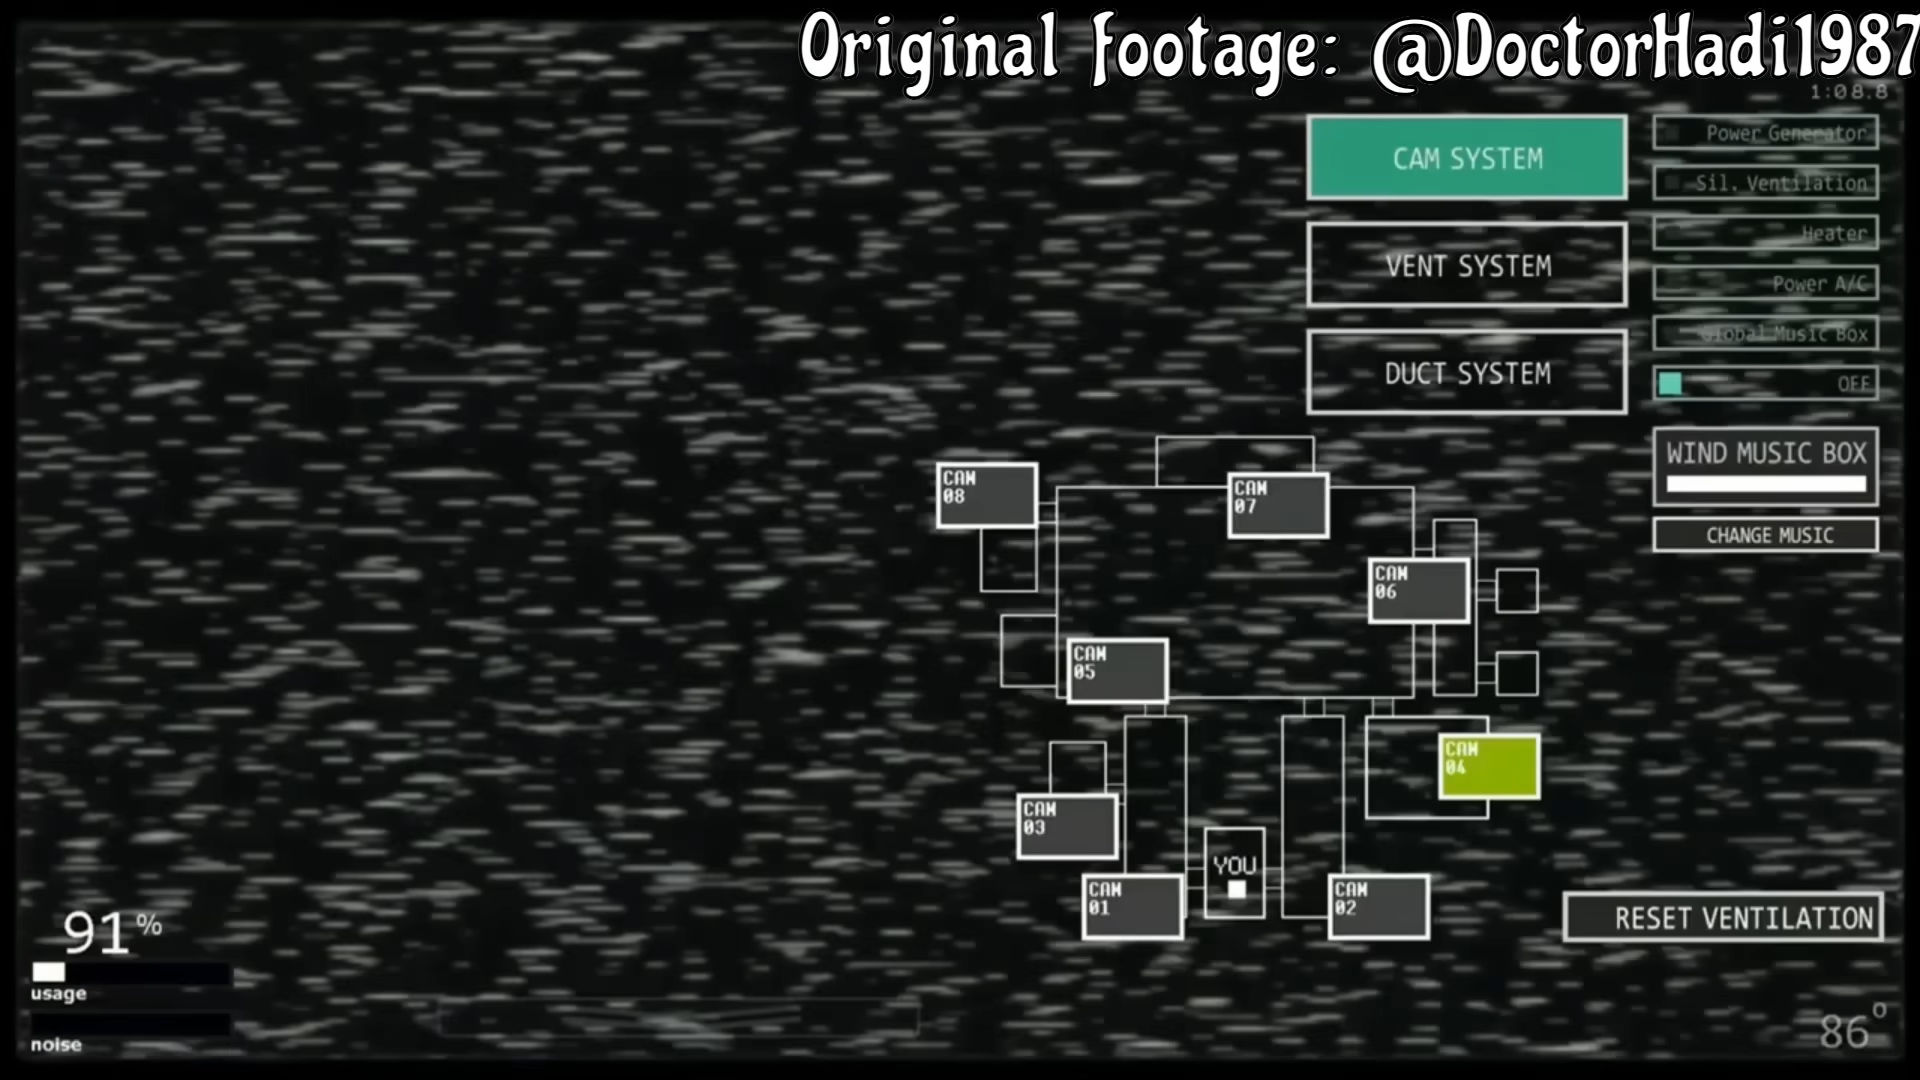 Original footage: @DoctorHadi1987
1:08.8
CAM SYSTEM
VENT SYSTEM
DUCT SYSTEM
Power Generator
Sil. Ventilation
Heater
Power A/C
Global Music Box
OFF
WIND MUSIC BOX
CHANGE MUSIC
CAM
08
CAM
07
CAM
06
CAM
05
CAM
04
CAM
03
YOU
CAM
01
CAM
02
RESET VENTILATION
91%
usage
noise
86°